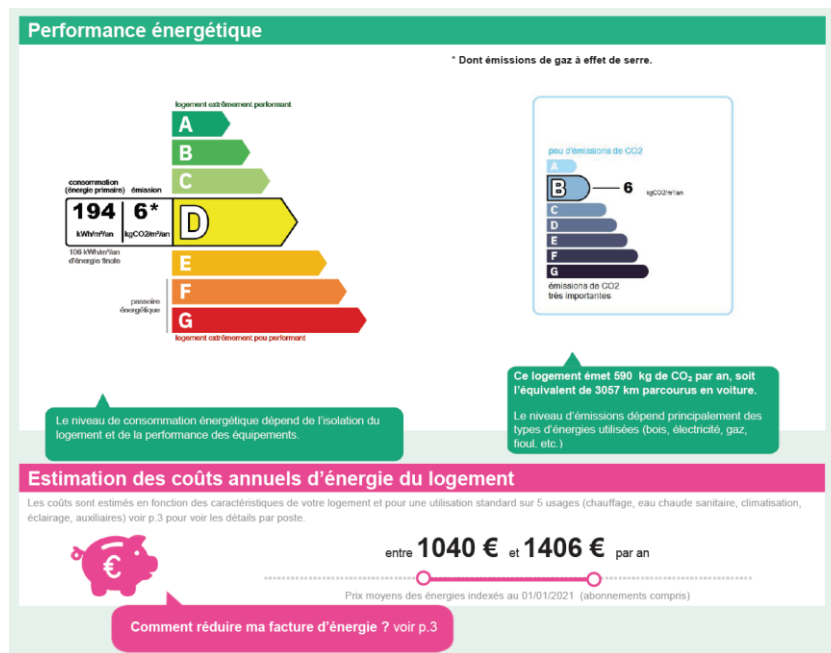 Performance énergétique
* Dont émissions de gaz à effet de serre.
logement extrêmement performant
A
B
C
consommation
(énergie primaire) émission
194 6*
kWh/m²/an kgCO2/m²/an
D
106 kWh/m²/an
d'énergie finale
E
F
passoire
énergétique
G
logement extrêmement peu performant
peu d'émissions de CO2
A
B 6 kgCO2/m²/an
C
D
E
F
G
émissions de CO2
très importantes
Le niveau de consommation énergétique dépend de l'isolation du
logement et de la performance des équipements.
Ce logement émet 590 kg de CO₂ par an, soit
l'équivalent de 3057 km parcourus en voiture.
Le niveau d'émissions dépend principalement des
types d'énergies utilisées (bois, électricité, gaz,
fioul, etc.)
Estimation des coûts annuels d'énergie du logement
Les coûts sont estimés en fonction des caractéristiques de votre logement et pour une utilisation standard sur 5 usages (chauffage, eau chaude sanitaire, climatisation,
éclairage, auxiliaires) voir p.3 pour voir les détails par poste.
€
entre 1040 € et 1406 € par an
Prix moyens des énergies indexés au 01/01/2021 (abonnements compris)
Comment réduire ma facture d'énergie ? voir p.3